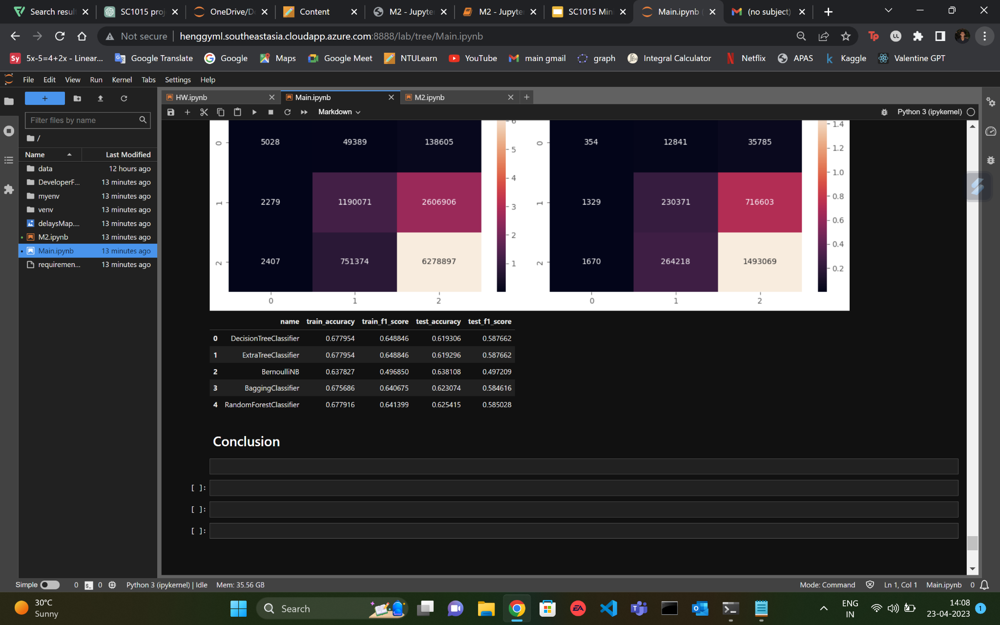 Search result
SC1015 proj
OneDrive/D
Content
M2 - Jupyte
M2 - Jupyte
SC1015 Min
Main.ipynb (
(no subject)
Not secure
henggyml.southeastasia.cloudapp.azure.com:8888/lab/tree/Main.ipynb
Sy 5x-5=4+2x - Linear...
Google Translate
Google
Maps
Google Meet
NTULearn
YouTube
main gmail
graph
Integral Calculator
Netflix
APAS
Kaggle
Valentine GPT
File Edit View Run Kernel Tabs Settings Help
Filter files by name
/
Name Last Modified
data 12 hours ago
DeveloperF... 13 minutes ago
myenv 13 minutes ago
venv 13 minutes ago
delaysMap.... 13 minutes ago
M2.ipynb 13 minutes ago
Main.ipynb 13 minutes ago
requiremen... 13 minutes ago
HW.ipynb
Main.ipynb
M2.ipynb
Markdown
Python 3 (ipykernel)
0 5028 49389 138605
1 2279 1190071 2606906
2 2407 751374 6278897
0 1 2
6
5
4
3
2
1
0 354 12841 35785
1 1329 230371 716603
2 1670 264218 1493069
0 1 2
1.4
1.2
1.0
0.8
0.6
0.4
0.2
name train_accuracy train_f1_score test_accuracy test_f1_score
0 DecisionTreeClassifier 0.677954 0.648846 0.619306 0.587662
1 ExtraTreeClassifier 0.677954 0.648846 0.619296 0.587662
2 BernoulliNB 0.637827 0.496850 0.638108 0.497209
3 BaggingClassifier 0.675686 0.640675 0.623074 0.584616
4 RandomForestClassifier 0.677916 0.641399 0.625415 0.585028
Conclusion
[ ]:
[ ]:
[ ]:
Simple 0 0 Python 3 (ipykernel) | Idle Mem: 35.56 GB
Mode: Command Ln 1, Col 1 Main.ipynb 0
30°C
Sunny
Search
ENG
IN
14:08
23-04-2023
1